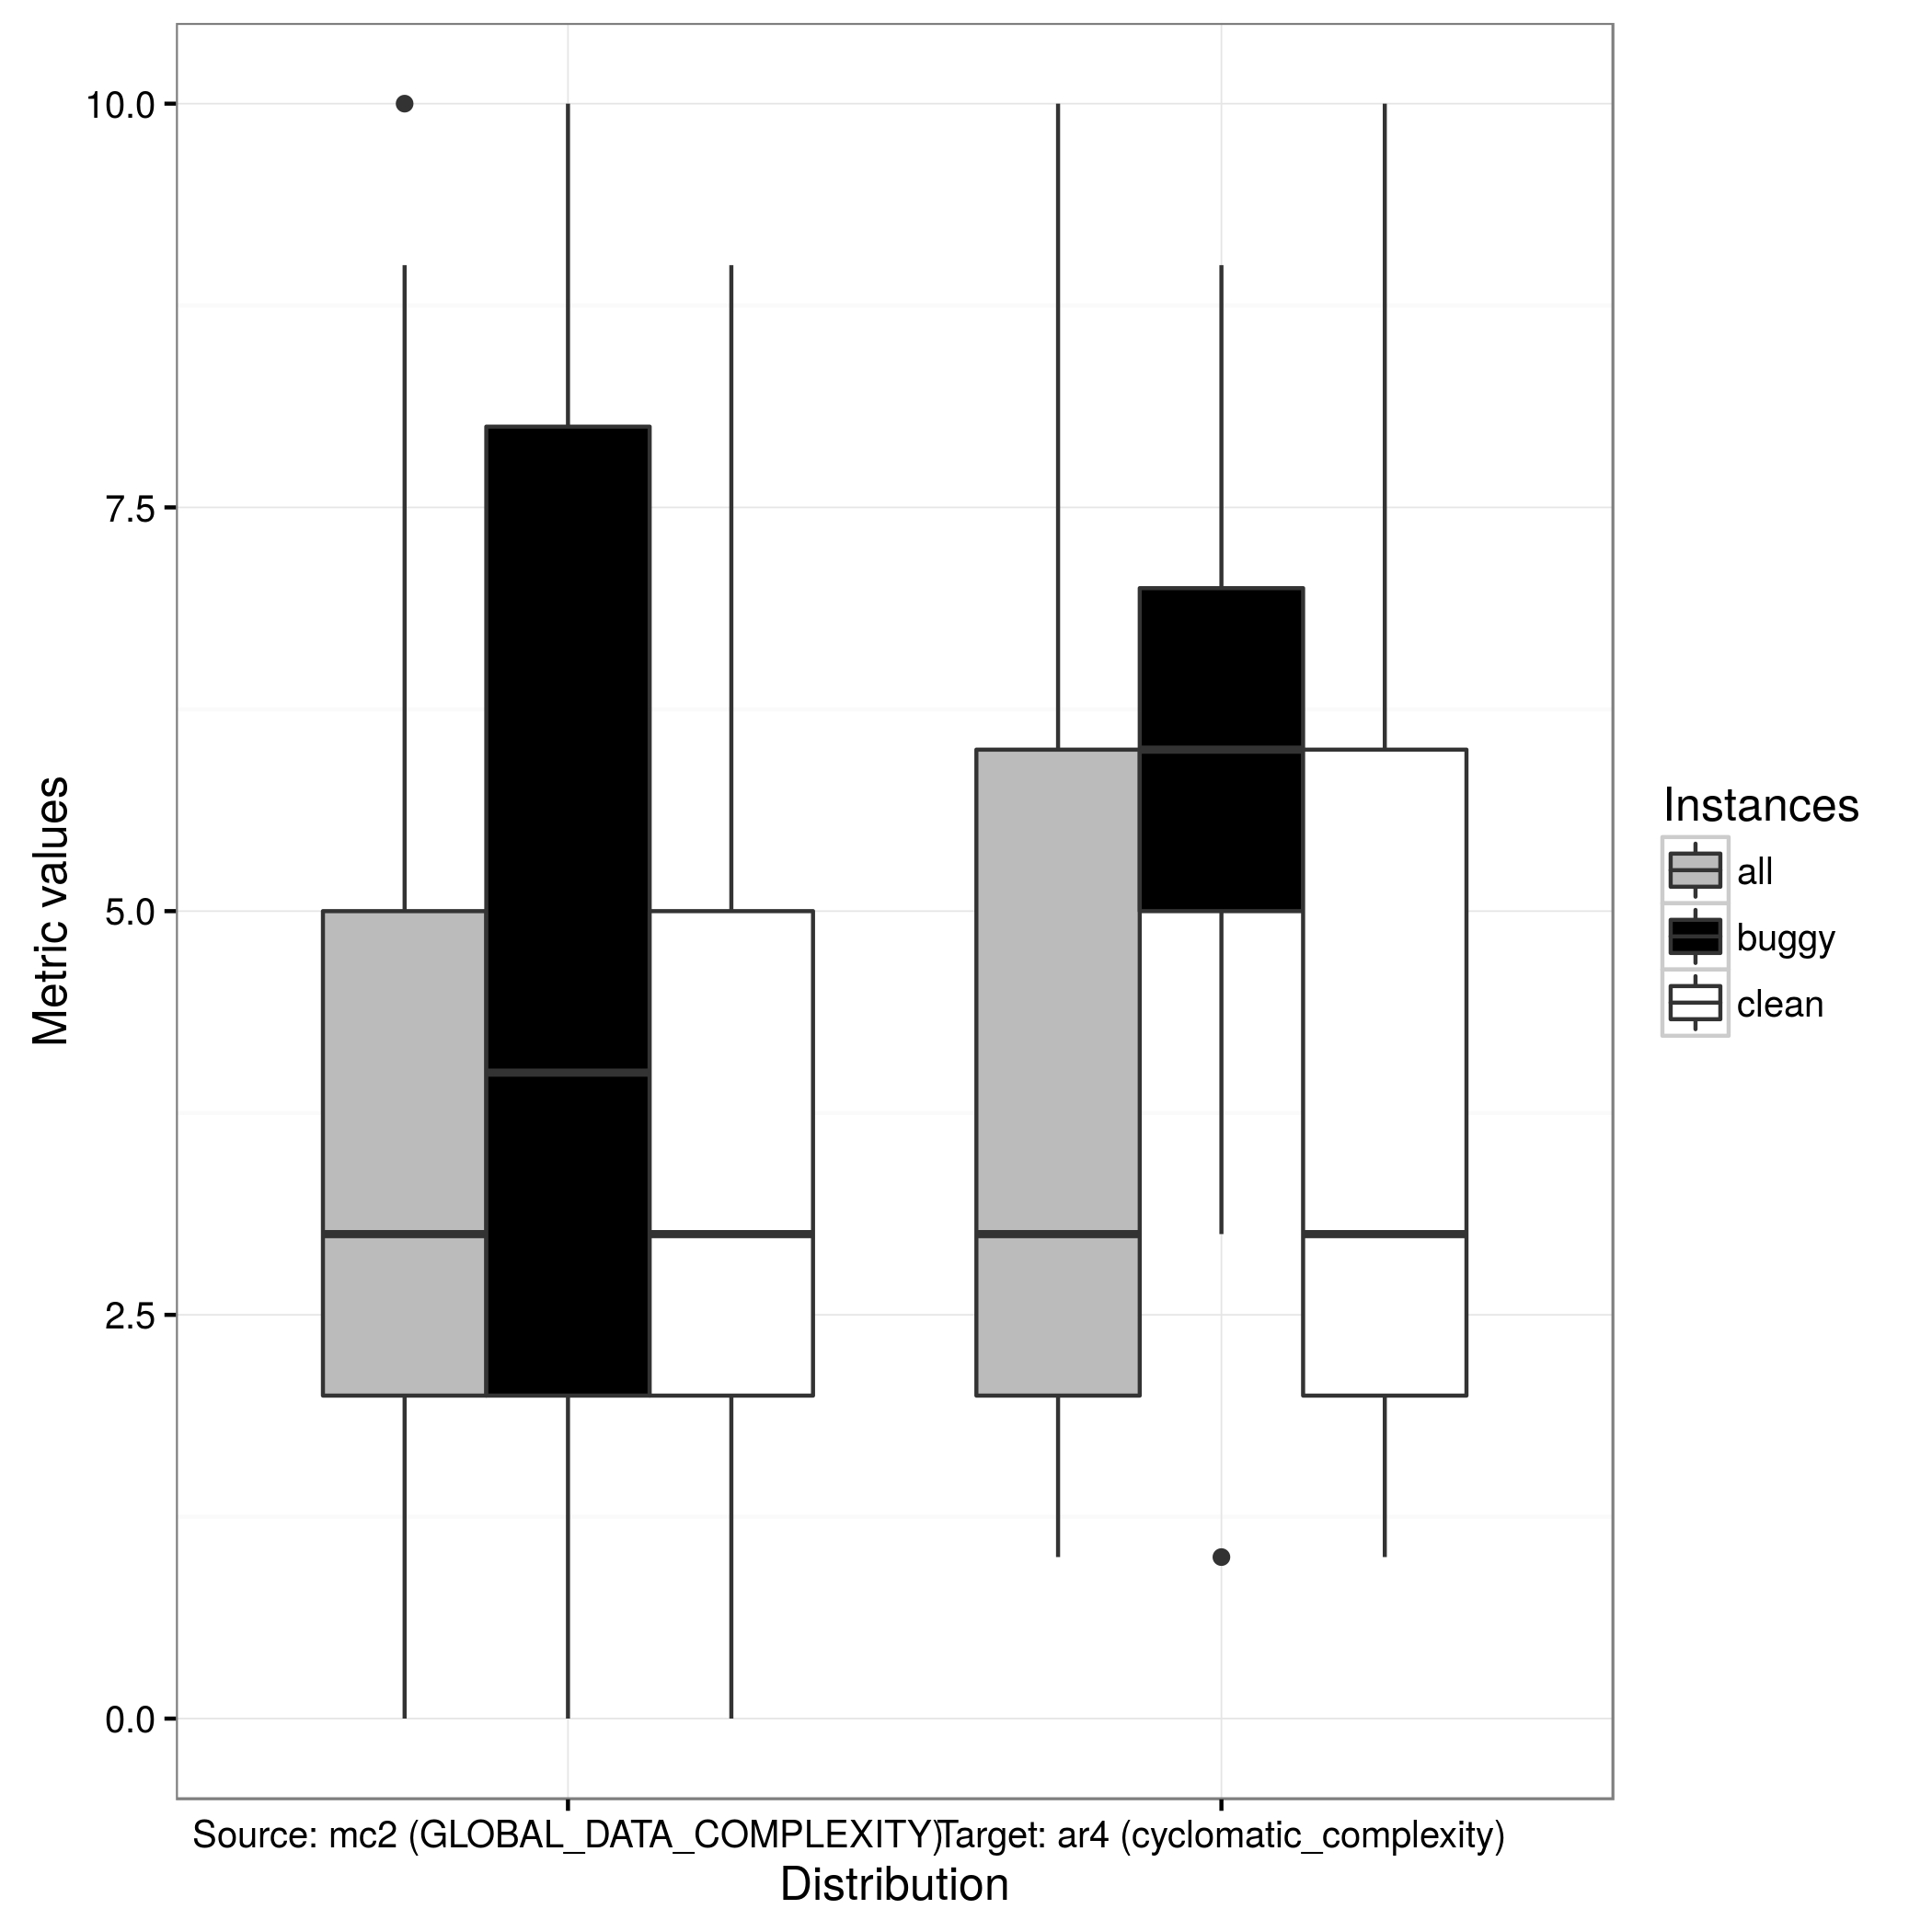 10.0
7.5
5.0
2.5
0.0
Metric values
Source: mc2 (GLOBAL_DATA_COMPLEXITY)
Target: ar4 (cyclomatic_complexity)
Distribution
Instances
all
buggy
clean